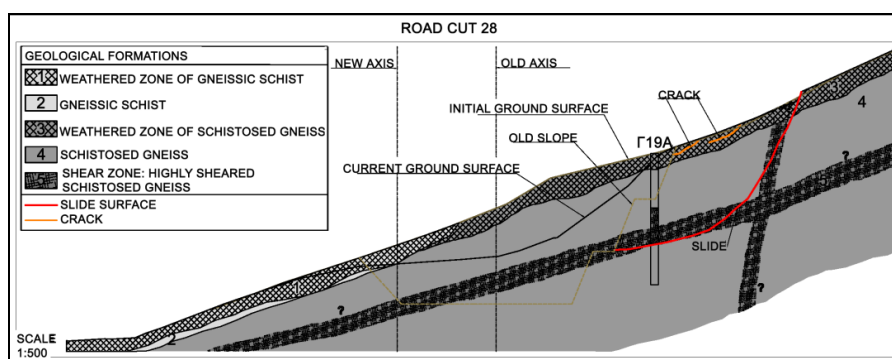 ROAD CUT 28
GEOLOGICAL FORMATIONS
1 WEATHERED ZONE OF GNEISSIC SCHIST
2 GNEISSIC SCHIST
3 WEATHERED ZONE OF SCHISTOSED GNEISS
4 SCHISTOSED GNEISS
SHEAR ZONE: HIGHLY SHEARED
SCHISTOSED GNEISS
SLIDE SURFACE
CRACK
NEW AXIS
OLD AXIS
INITIAL GROUND SURFACE
CRACK
OLD SLOPE
Γ19A
CURRENT GROUND SURFACE
3
4
?
SLIDE
1
?
?
2
SCALE
1:500